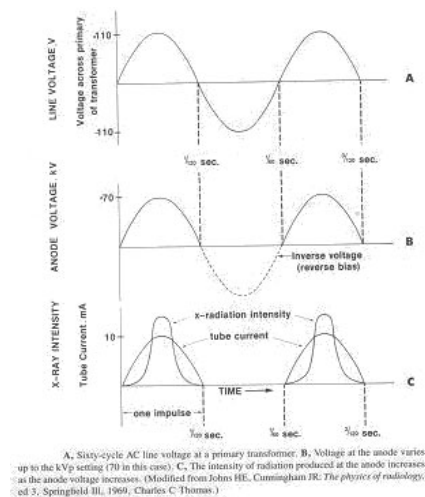 LINE VOLTAGE, V
Voltage across primary
of transformer
110
110
A
1/120 sec.
1/60 sec.
3/120 sec.
ANODE VOLTAGE kV
70
B
Inverse voltage
(reverse bias)
X-RAY INTENSITY
Tube Current, mA
10
x-radiation intensity
tube current
TIME
C
one impulse
1/120 sec.
1/60 sec.
3/120 sec.
A, Sixty-cycle AC line voltage at a primary transformer. B, Voltage at the anode varies
up to the kVp setting (70 in this case). C, The intensity of radiation produced at the anode increases
as the anode voltage increases. (Modified from Johns HE, Cunningham JR: The physics of radiology,
ed 3, Springfield Ill, 1969, Charles C Thomas.)